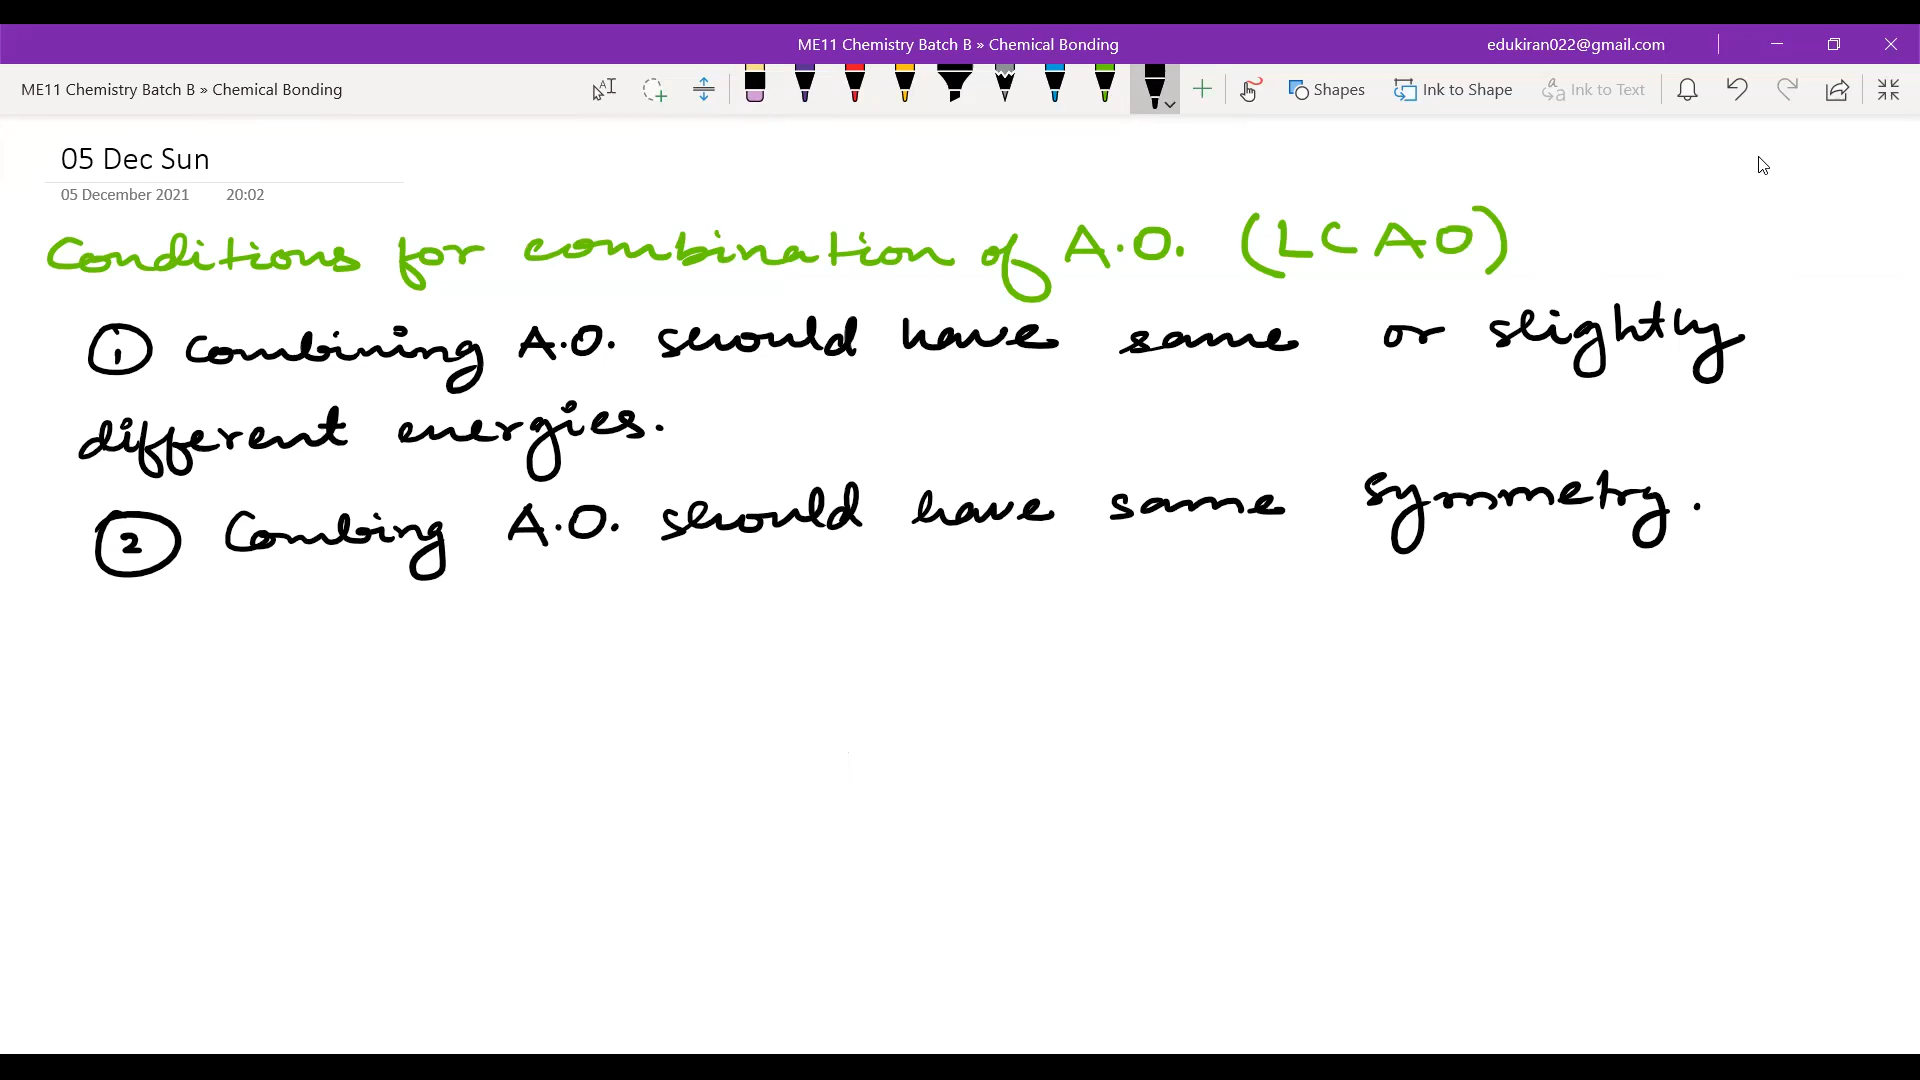 ME11 Chemistry Batch B » Chemical Bonding
edukiran022@gmail.com
ME11 Chemistry Batch B » Chemical Bonding
Shapes
Ink to Shape
Ink to Text
05 Dec Sun
05 December 2021 20:02
Conditions for combination of A.O. (LCAO)
① Combining A.O. should have same or slightly
different energies.
② Combing A.O. should have same symmetry.